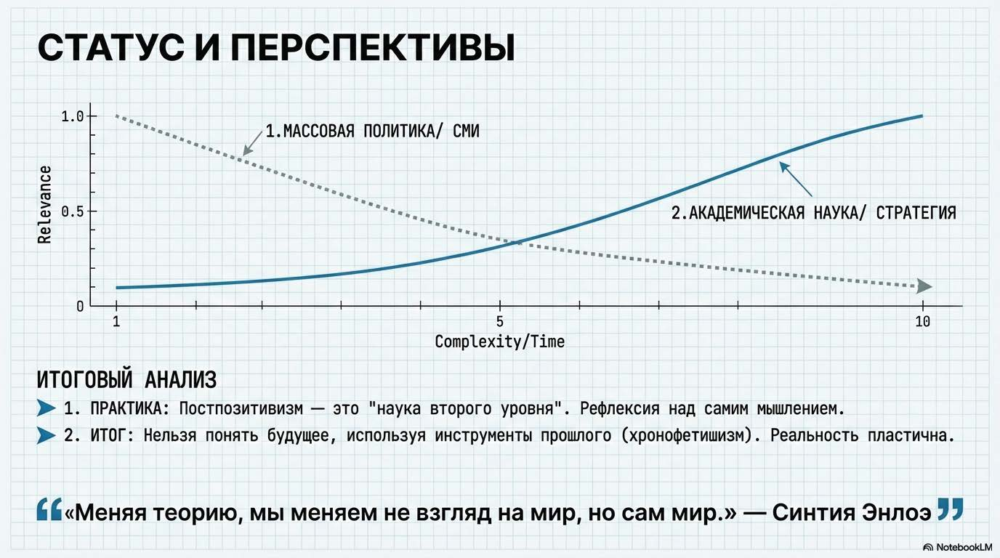 СТАТУС И ПЕРСПЕКТИВЫ
1.0
0.5
0
Relevance
1.МАССОВАЯ ПОЛИТИКА/ СМИ
2.АКАДЕМИЧЕСКАЯ НАУКА/ СТРАТЕГИЯ
1
5
10
Complexity/Time
ИТОГОВЫЙ АНАЛИЗ
1. ПРАКТИКА: Постпозитивизм — это "наука второго уровня". Рефлексия над самим мышлением.
2. ИТОГ: Нельзя понять будущее, используя инструменты прошлого (хронофетишизм). Реальность пластична.
“«Меняя теорию, мы меняем не взгляд на мир, но сам мир.» — Синтия Энлоэ”
NotebookLM